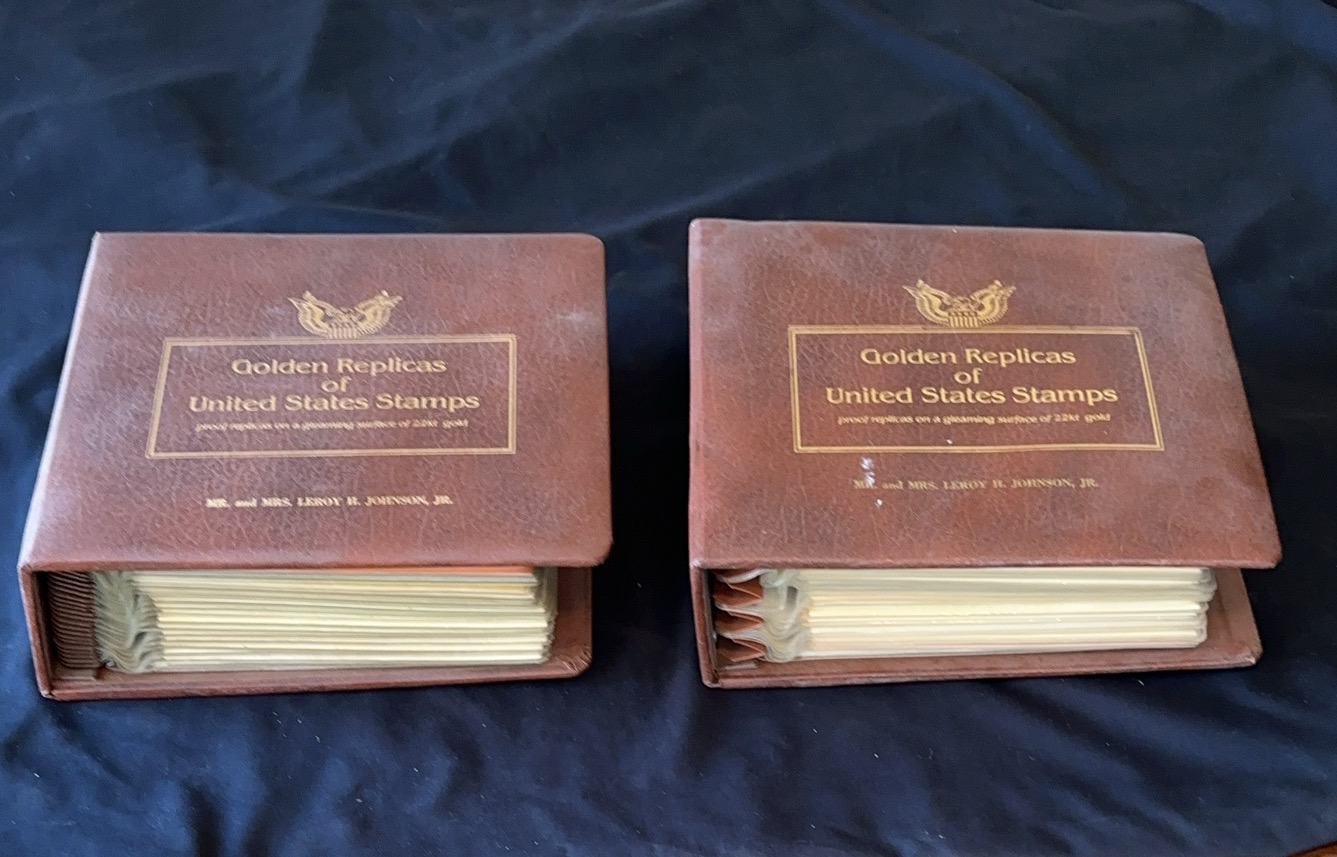 Golden Replicas
of
United States Stamps
proof replicas on a gleaming surface of 22kt gold
MR. and MRS. LEROY H. JOHNSON, JR.
Golden Replicas
of
United States Stamps
proof replicas on a gleaming surface of 22kt gold
MR. and MRS. LEROY H. JOHNSON, JR.